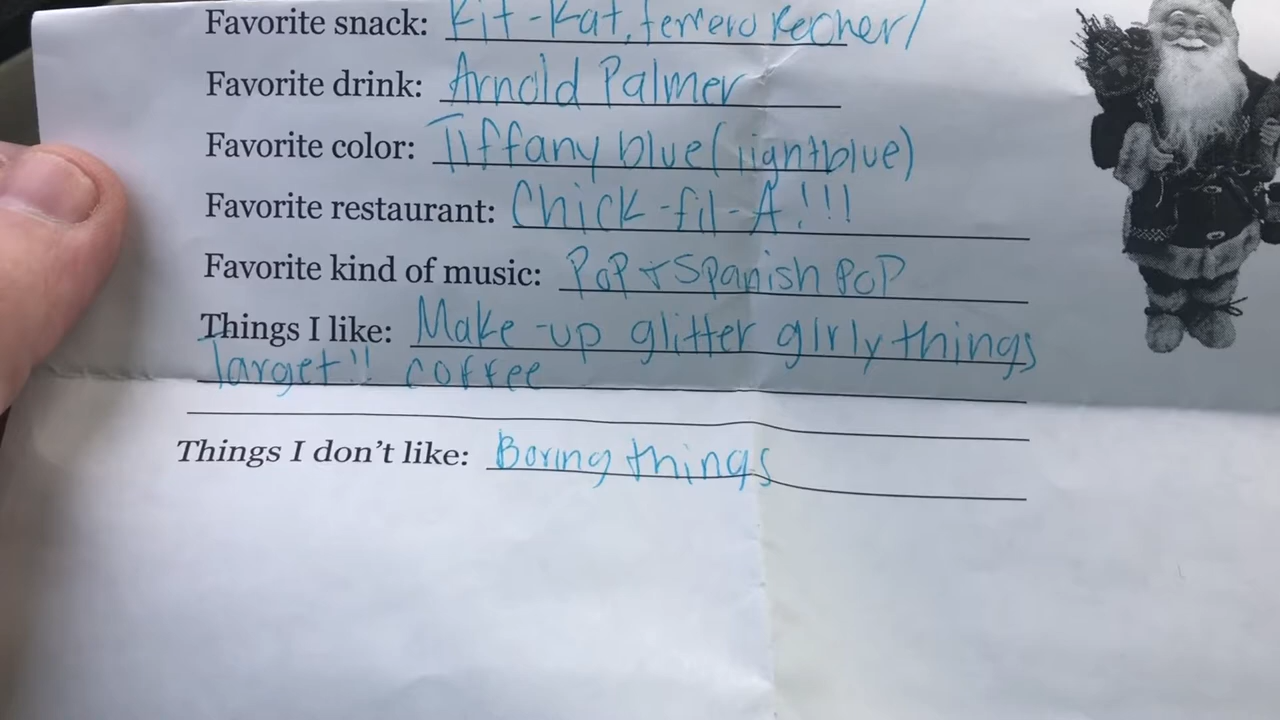 Favorite snack: Kit-Kat, ferrero Recher/
Favorite drink: Arnold Palmer
Favorite color: Tiffany blue (lightblue)
Favorite restaurant: Chick-fil-A!!!
Favorite kind of music: Pop + Spanish Pop
Things I like: Make-up glitter girly things
Target!! coffee
Things I don't like: Boring things